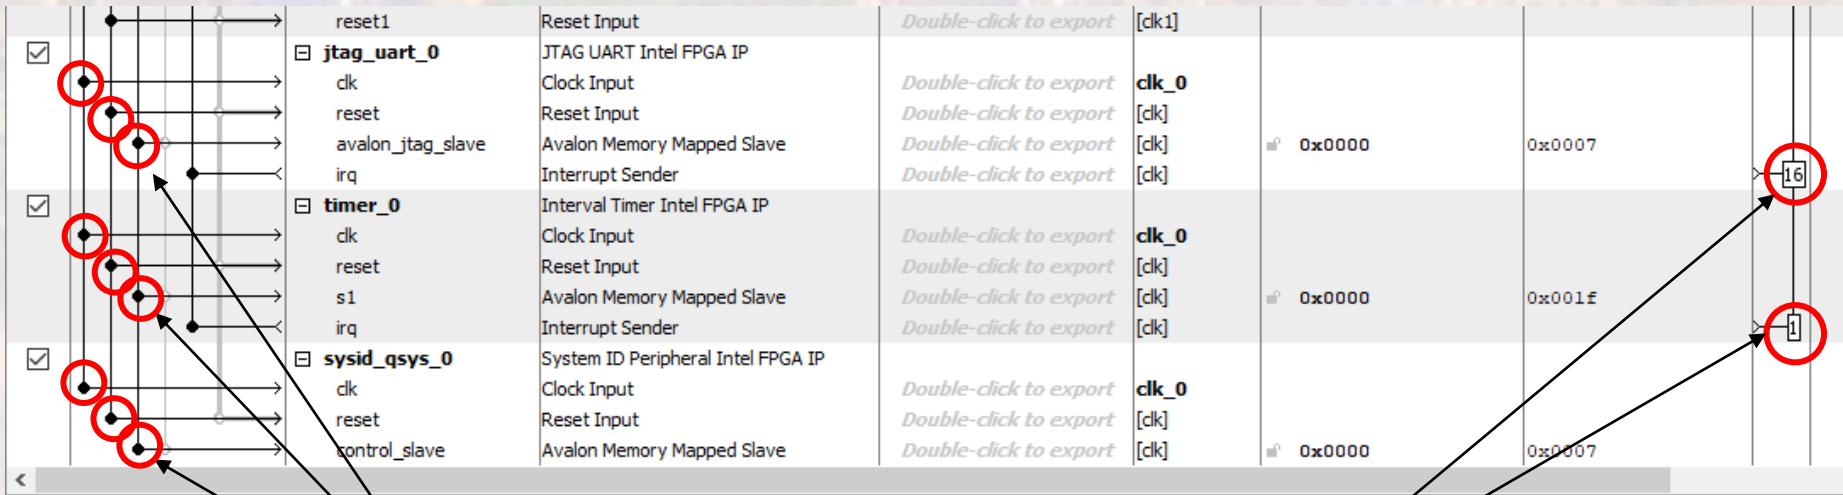 reset1 Reset Input Double-click to export [clk1]
jtag_uart_0 JTAG UART Intel FPGA IP
clk Clock Input Double-click to export clk_0
reset Reset Input Double-click to export [clk]
avalon_jtag_slave Avalon Memory Mapped Slave Double-click to export [clk] 0x0000 0x0007
irq Interrupt Sender Double-click to export [clk] 16
timer_0 Interval Timer Intel FPGA IP
clk Clock Input Double-click to export clk_0
reset Reset Input Double-click to export [clk]
s1 Avalon Memory Mapped Slave Double-click to export [clk] 0x0000 0x001f
irq Interrupt Sender Double-click to export [clk] 1
sysid_qsys_0 System ID Peripheral Intel FPGA IP
clk Clock Input Double-click to export clk_0
reset Reset Input Double-click to export [clk]
control_slave Avalon Memory Mapped Slave Double-click to export [clk] 0x0000 0x0007